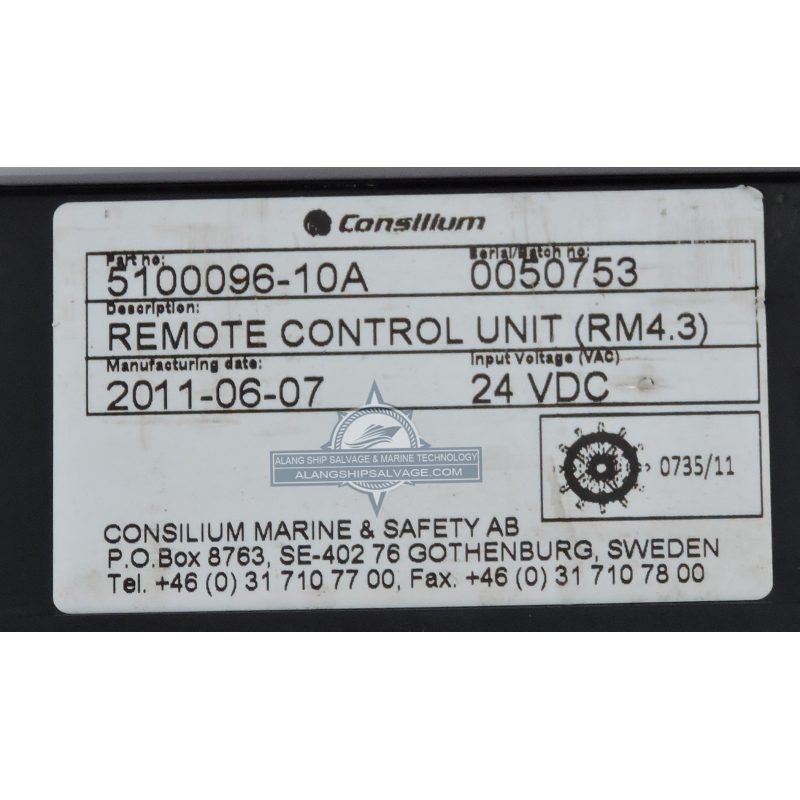 Consilium
Part no: Serial/Batch no:
5100096-10A 0050753
Description:
REMOTE CONTROL UNIT (RM4.3)
Manufacturing date: Input Voltage (VAC)
2011-06-07 24 VDC
ALANG SHIP SALVAGE & MARINE TECHNOLOGY
ALANGSHIPSALVAGE.COM
0735/11
CONSILIUM MARINE & SAFETY AB
P.O.Box 8763, SE-402 76 GOTHENBURG, SWEDEN
Tel. +46 (0) 31 710 77 00, Fax. +46 (0) 31 710 78 00